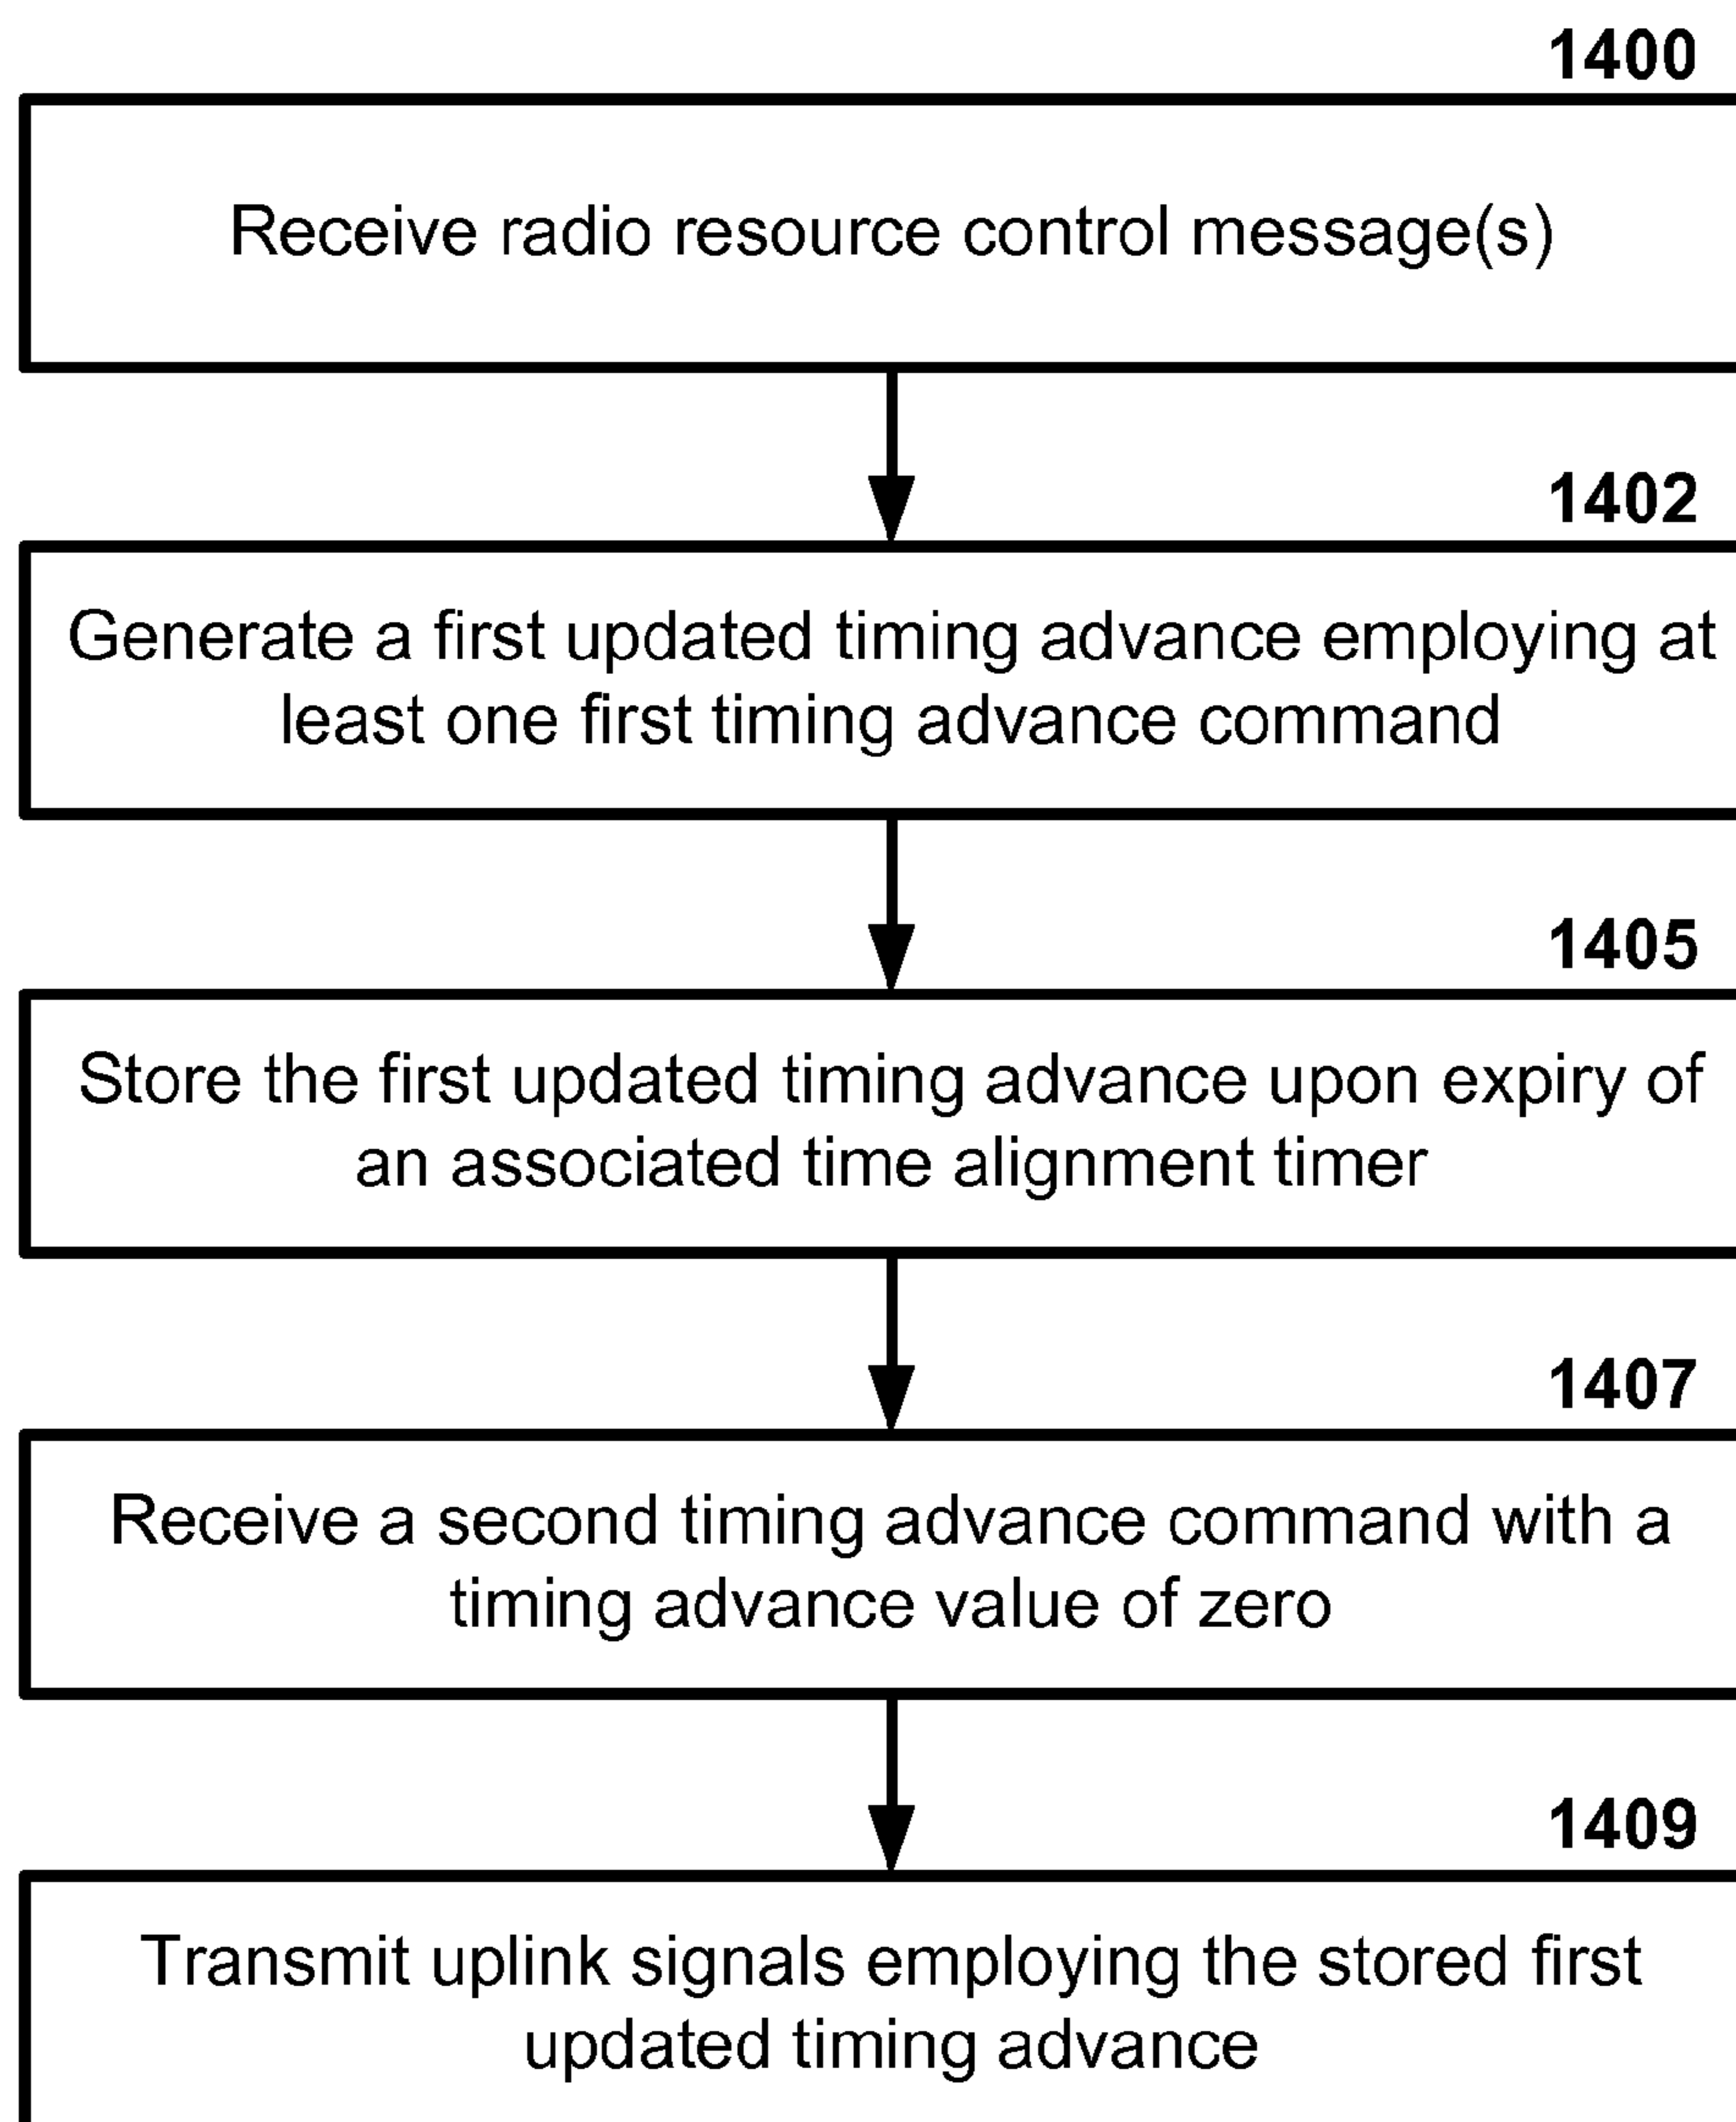 1400
Receive radio resource control message(s)
1402
Generate a first updated timing advance employing at
least one first timing advance command
1405
Store the first updated timing advance upon expiry of
an associated time alignment timer
1407
Receive a second timing advance command with a
timing advance value of zero
1409
Transmit uplink signals employing the stored first
updated timing advance